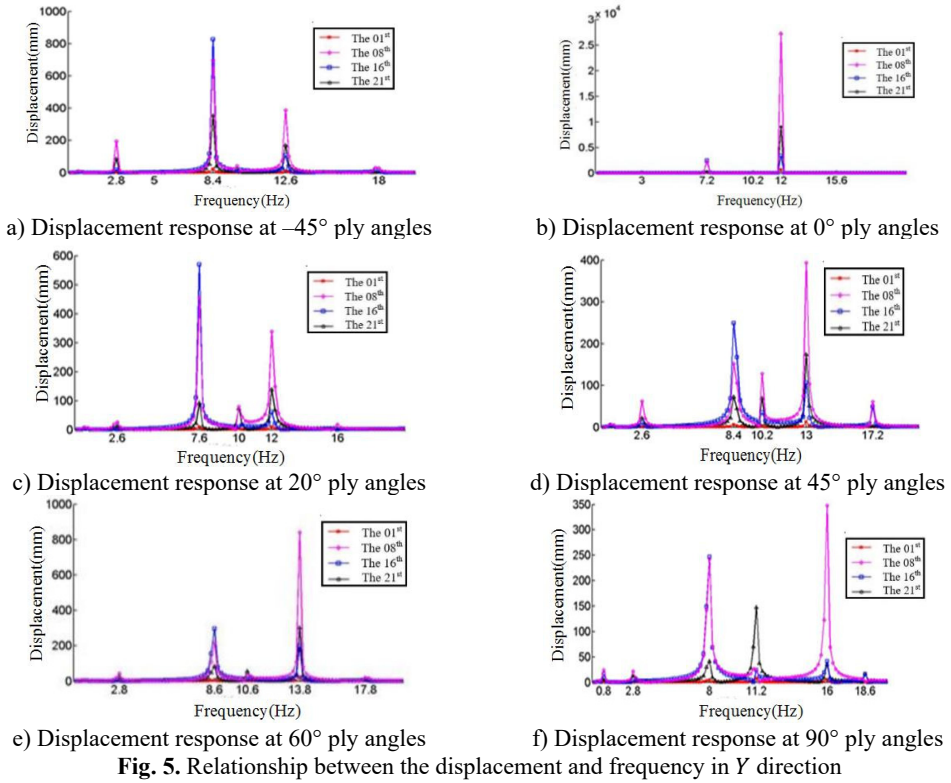 1000
800
600
400
200
0
Displacement(mm)
The 01st
The 08th
The 16th
The 21st
2.8 5 8.4 12.6 18
Frequency(Hz)
a) Displacement response at –45° ply angles
3 × 10⁴
2.5
2
1.5
1
0.5
0
Displacement(mm)
The 01st
The 08th
The 16th
The 21st
3 7.2 10.2 12 15.6
Frequency(Hz)
b) Displacement response at 0° ply angles
600
500
400
300
200
100
0
Displacement(mm)
The 01st
The 08th
The 16th
The 21st
2.6 7.6 10 12 16
Frequency(Hz)
c) Displacement response at 20° ply angles
400
300
200
100
0
Displacement(mm)
The 01st
The 08th
The 16th
The 21st
2.6 8.4 10.2 13 17.2
Frequency(Hz)
d) Displacement response at 45° ply angles
1000
800
600
400
200
0
Displacement(mm)
The 01st
The 08th
The 16th
The 21st
2.8 8.6 10.6 13.8 17.8
Frequency(Hz)
e) Displacement response at 60° ply angles
350
300
250
200
150
100
50
0
Displacement(mm)
The 01st
The 08th
The 16th
The 21st
0.8 2.8 8 11.2 16 18.6
Frequency(Hz)
f) Displacement response at 90° ply angles
Fig. 5. Relationship between the displacement and frequency in Y direction